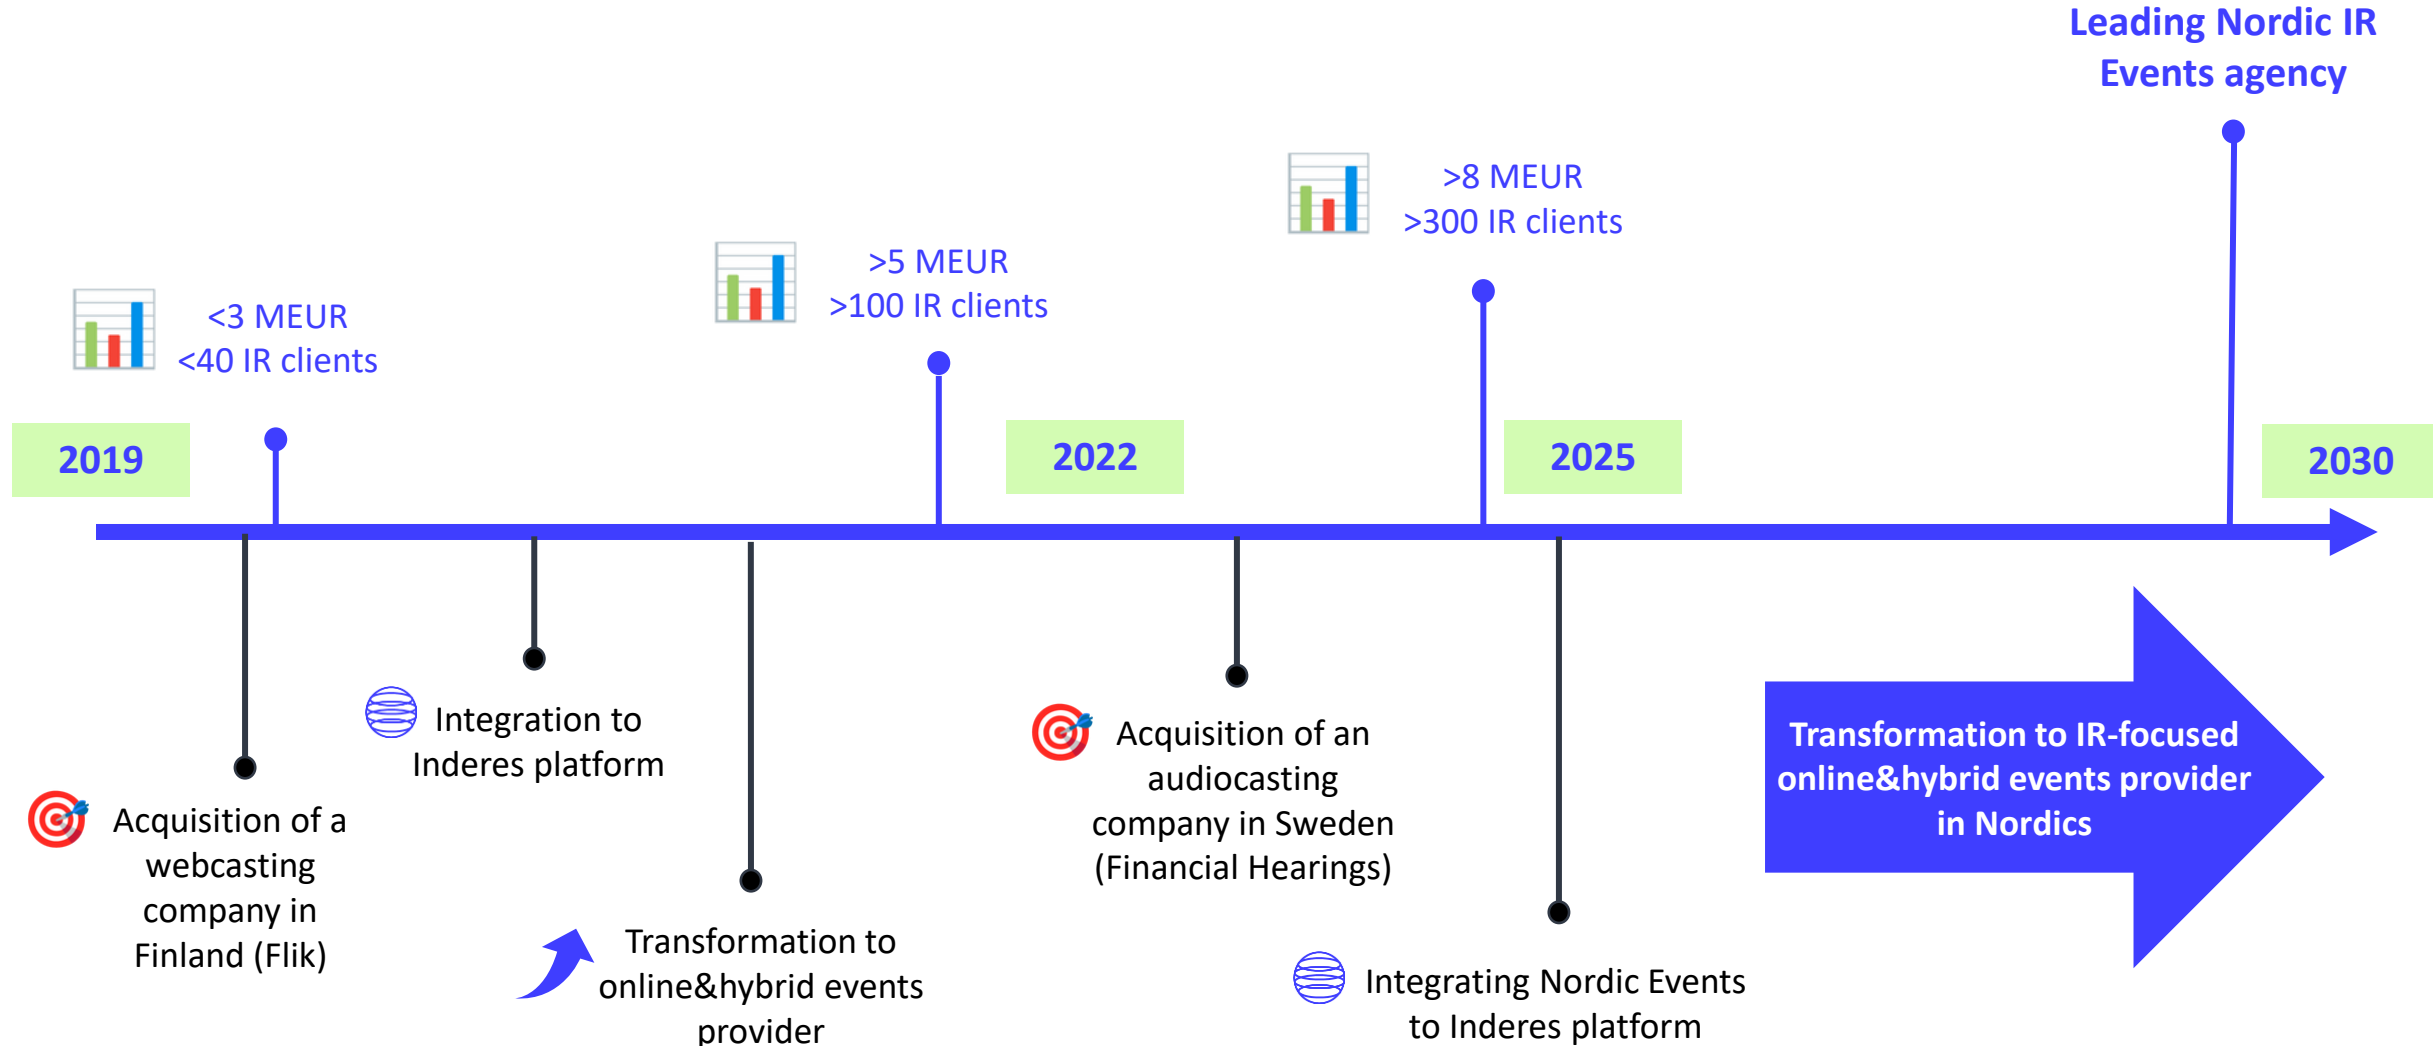 Leading Nordic IR
Events agency
>8 MEUR
>300 IR clients
>5 MEUR
>100 IR clients
<3 MEUR
<40 IR clients
2019
2022
2025
2030
Integration to
Inderes platform
Acquisition of a
webcasting
company in
Finland (Flik)
Transformation to
online&hybrid events
provider
Acquisition of an
audiocasting
company in Sweden
(Financial Hearings)
Integrating Nordic Events
to Inderes platform
Transformation to IR-focused
online&hybrid events provider
in Nordics